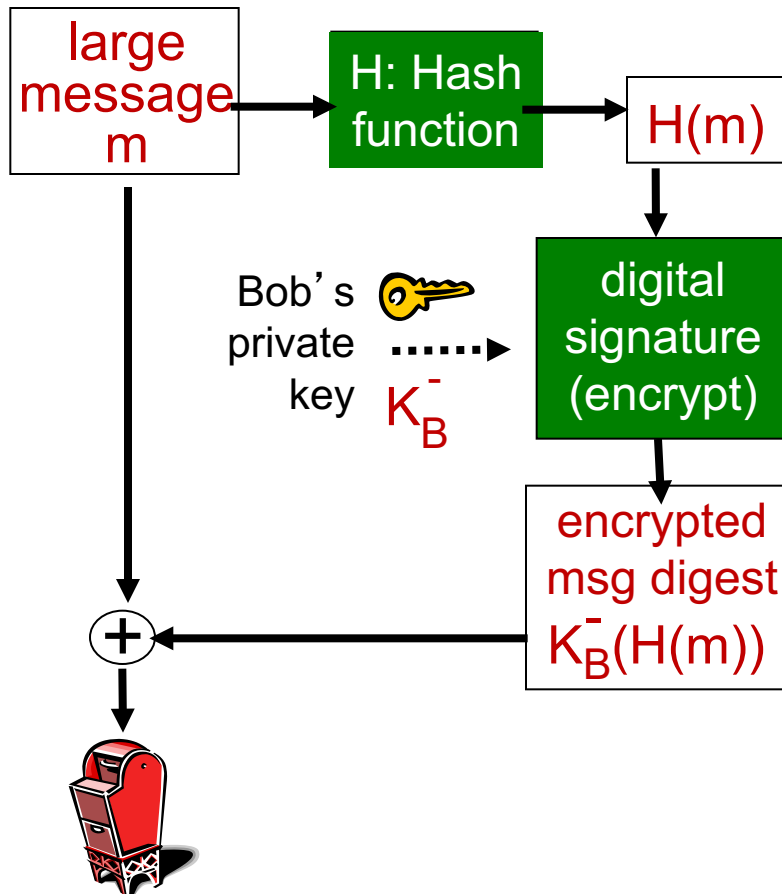 large
message
m
H: Hash
function
H(m)
Bob's
private
key
K_B^-
digital
signature
(encrypt)
encrypted
msg digest
K_B^-(H(m))
+